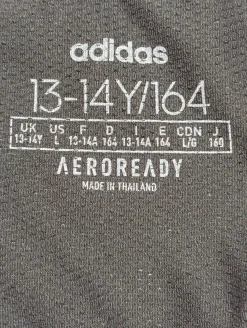 adidas
13-14Y/164
UK US F D I E CDN J
13-14Y L 13-14A 164 13-14A 164 L/G 160
AEROREADY
MADE IN THAILAND